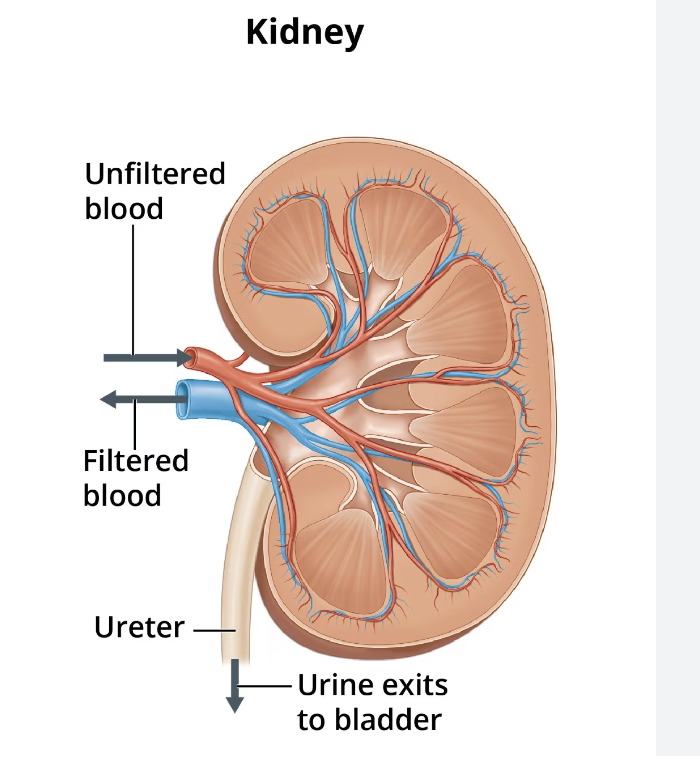 Kidney
Unfiltered
blood
Filtered
blood
Ureter
Urine exits
to bladder